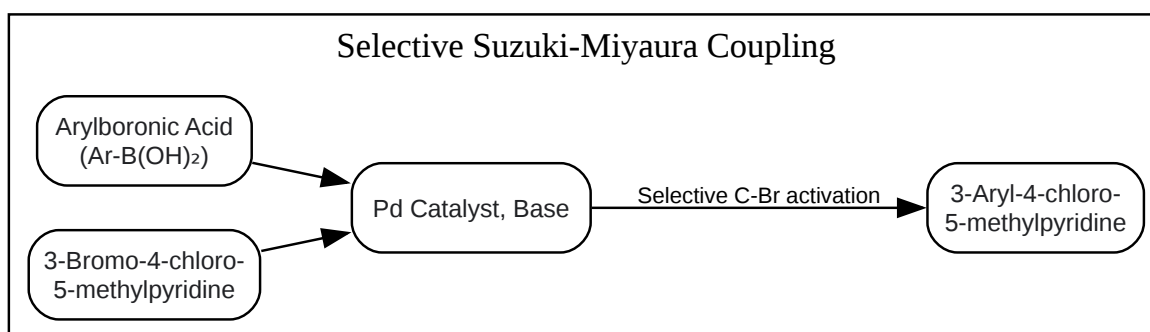 Selective Suzuki-Miyaura Coupling
Arylboronic Acid
(Ar-B(OH)₂)
3-Bromo-4-chloro-
5-methylpyridine
Pd Catalyst, Base
Selective C-Br activation
3-Aryl-4-chloro-
5-methylpyridine